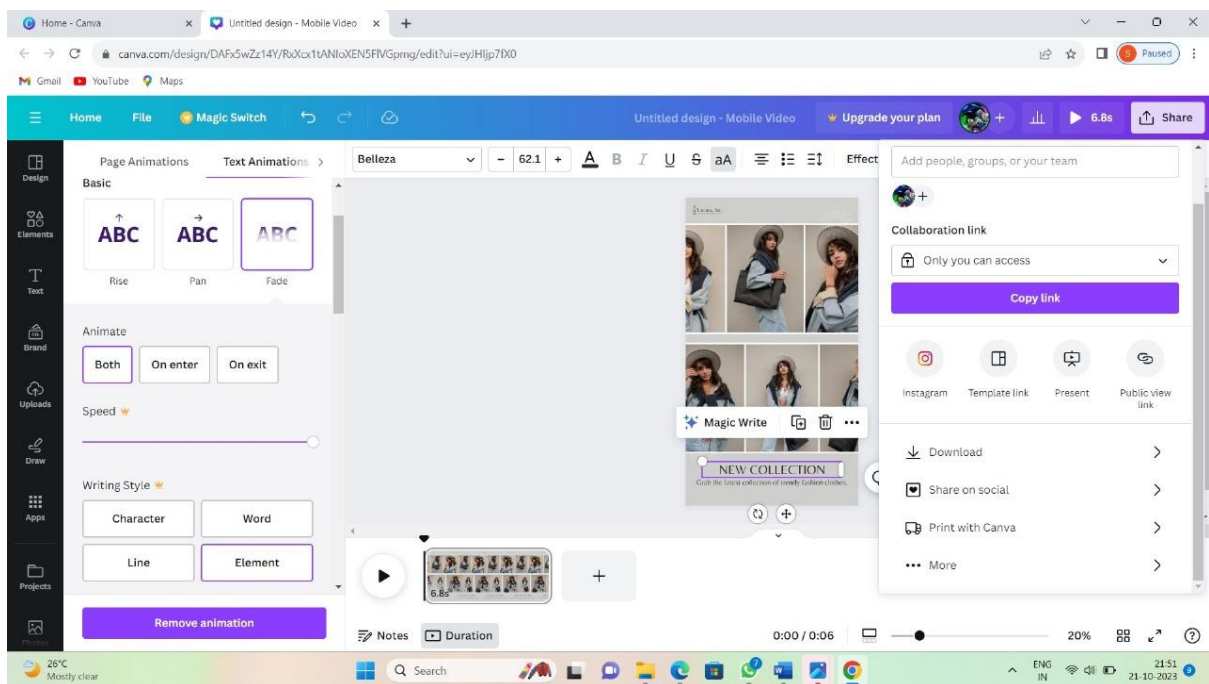 Home - Canva
Untitled design - Mobile Video
canva.com/design/DAFx5wZz14Y/RxXcx1tANIoXEN5FlVGpmg/edit?ui=eyJHIjp7fX0
Paused
Gmail YouTube Maps
Home File Magic Switch
Untitled design - Mobile Video
Upgrade your plan
6.8s
Share
Design
Elements
Text
Brand
Uploads
Draw
Apps
Projects
Photos
Page Animations Text Animations
Basic
ABC ABC ABC
Rise Pan Fade
Animate
Both On enter On exit
Speed
Writing Style
Character Word
Line Element
Remove animation
Belleza 62.1 A B I U S aA Effect
Magic Write
NEW COLLECTION
Grab the latest collection of trendy fashion clothes.
6.8s
Notes Duration
0:00 / 0:06
20%
Add people, groups, or your team
Collaboration link
Only you can access
Copy link
Instagram Template link Present Public view
link
Download
Share on social
Print with Canva
More
26°C
Mostly clear
Search
ENG
IN
21:51
21-10-2023